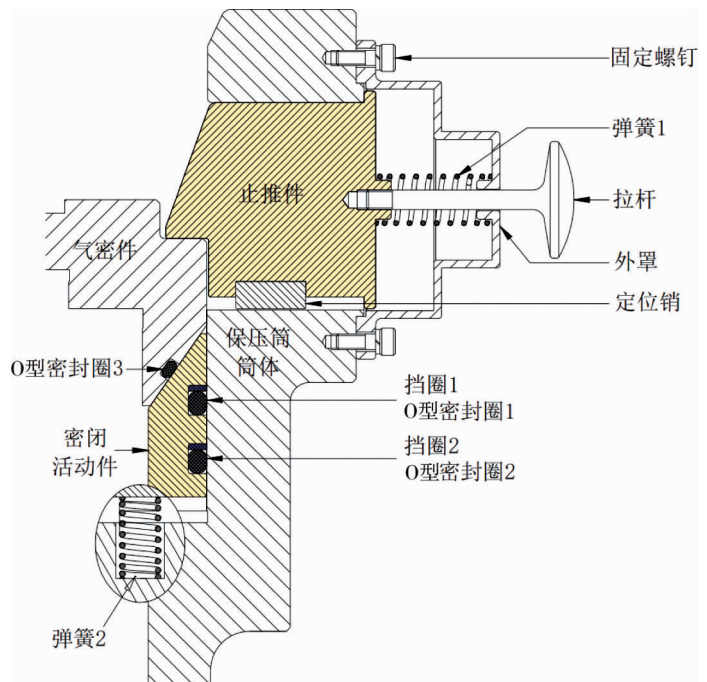 固定螺钉
弹簧1
止推件
拉杆
气密件
外罩
定位销
保压筒
筒体
O型密封圈3
挡圈1
O型密封圈1
密闭
活动件
挡圈2
O型密封圈2
弹簧2